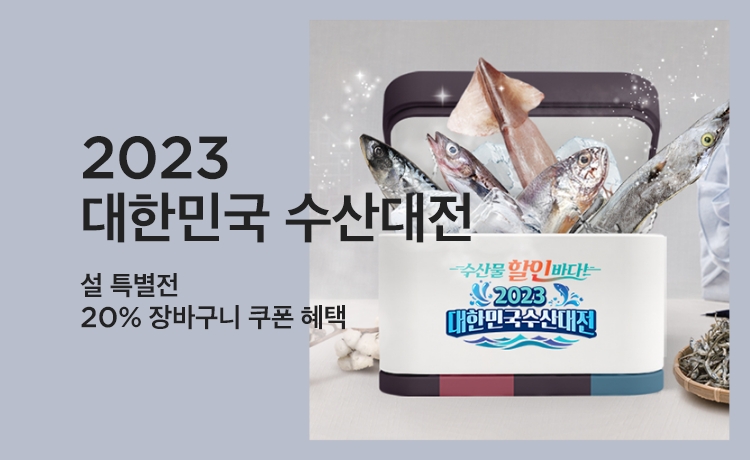 2023
대한민국 수산대전
설 특별전
20% 장바구니 쿠폰 혜택
수산물 할인바다!
2023
대한민국수산대전